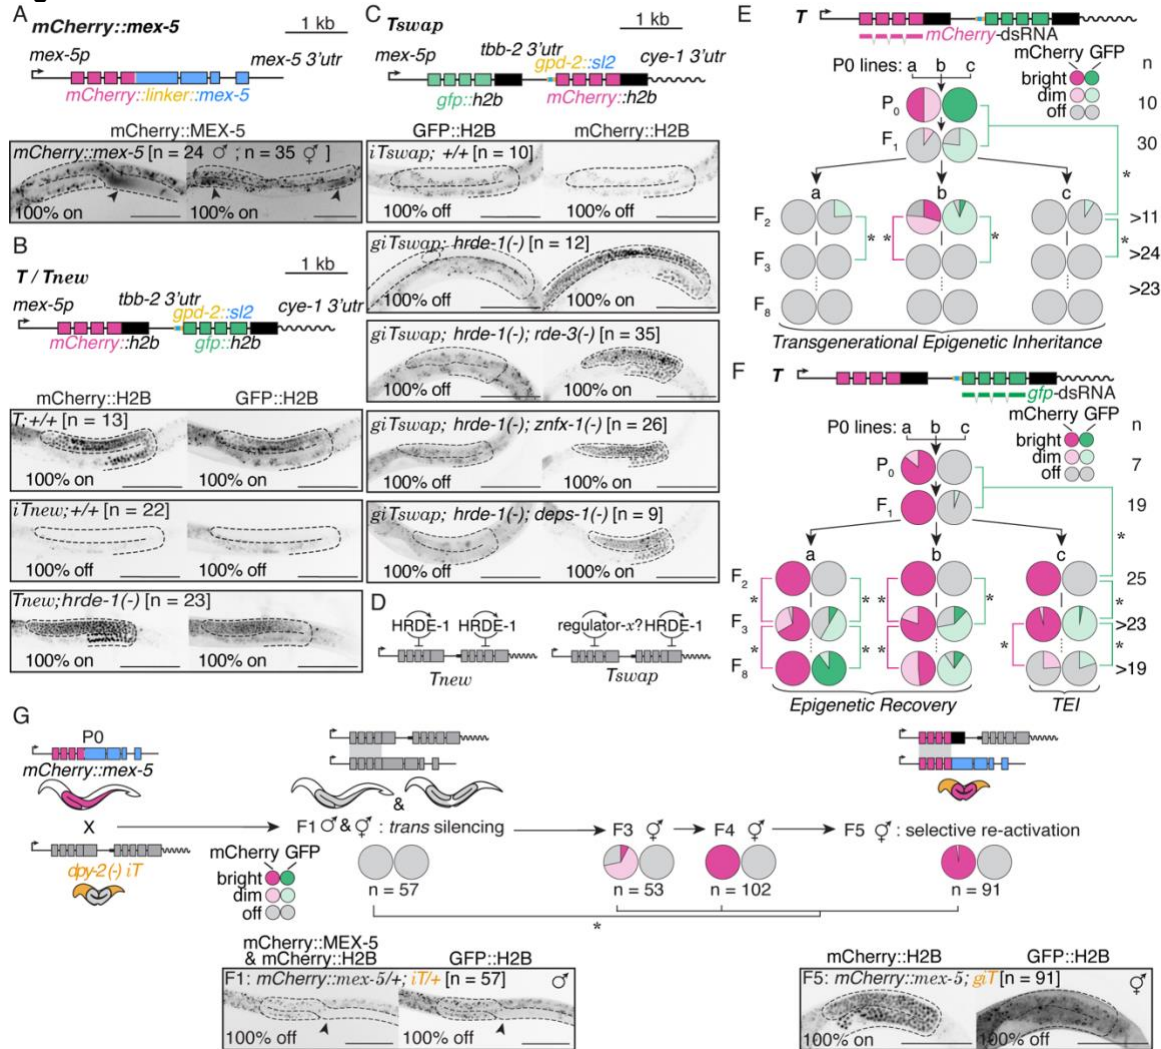 A
mCherry::mex-5
1 kb
mex-5p
mex-5 3'utr
mCherry::linker::mex-5
mCherry::MEX-5
mCherry::mex-5 [n = 24 ♂ ; n = 35 ⚥ ]
100% on
100% on
B
T / Tnew
1 kb
tbb-2 3'utr
mex-5p
gpd-2::sl2
cye-1 3'utr
mCherry::h2b
gfp::h2b
mCherry::H2B
GFP::H2B
T;+/+ [n = 13]
100% on
100% on
iTnew;+/+ [n = 22]
100% off
100% off
Tnew;hrde-1(-) [n = 23]
100% on
100% on
C
Tswap
1 kb
tbb-2 3'utr
mex-5p
gpd-2::sl2
cye-1 3'utr
gfp::h2b
mCherry::h2b
GFP::H2B
mCherry::H2B
iTswap; +/+ [n = 10]
100% off
100% off
giTswap; hrde-1(-) [n = 12]
100% off
100% on
giTswap; hrde-1(-); rde-3(-) [n = 35]
100% off
100% on
giTswap; hrde-1(-); znfx-1(-) [n = 26]
100% off
100% on
giTswap; hrde-1(-); deps-1(-) [n = 9]
100% off
100% on
D
HRDE-1
HRDE-1
regulator-x?
HRDE-1
Tnew
Tswap
E
T
mCherry-dsRNA
mCherry GFP
bright
dim
off
n
P0 lines: a b c
P0
10
F1
30
a
b
c
F2
*
*
*
*
>11
F3
*
>24
>23
F8
Transgenerational Epigenetic Inheritance
F
T
gfp-dsRNA
mCherry GFP
bright
dim
off
n
P0 lines: a b c
P0
7
F1
19
*
a
b
c
F2
25
*
*
*
*
*
F3
>23
*
*
*
*
*
*
F8
>19
Epigenetic Recovery
TEI
G
P0
mCherry::mex-5
X
dpy-2(-) iT
mCherry GFP
bright
dim
off
&
F1 ♂ & ⚥ : trans silencing
F3 ⚥
F4 ⚥
F5 ⚥ : selective re-activation
n = 57
n = 53
n = 102
n = 91
*
mCherry::MEX-5
& mCherry::H2B
GFP::H2B
F1: mCherry::mex-5/+; iT/+ [n = 57] ♂
100% off
100% off
mCherry::H2B
GFP::H2B
F5: mCherry::mex-5; giT [n = 91] ⚥
100% on
100% off